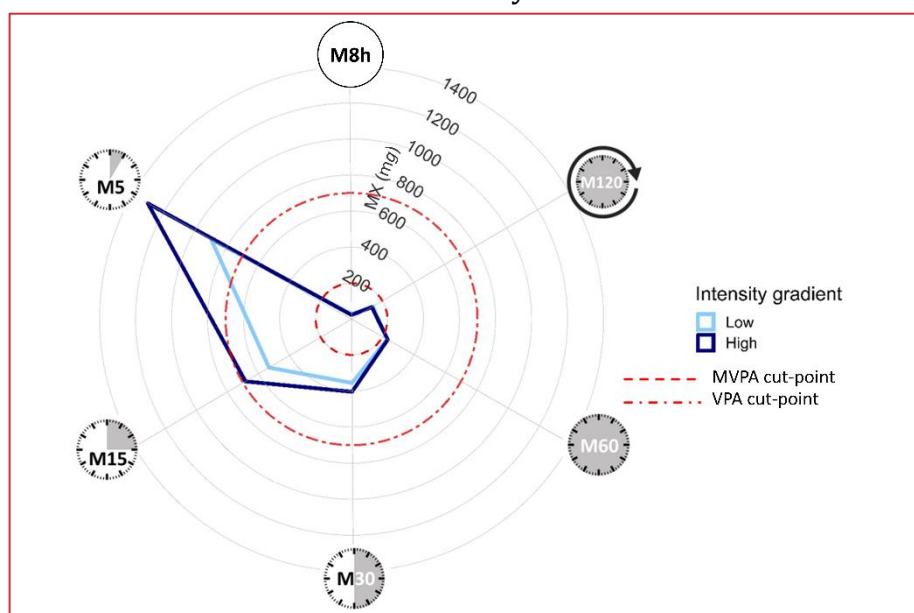 M8h
1400
1200
1000
800
600
400
200
MX (mg)
M5
M120
M15
M60
M30
Intensity gradient
Low
High
MVPA cut-point
VPA cut-point